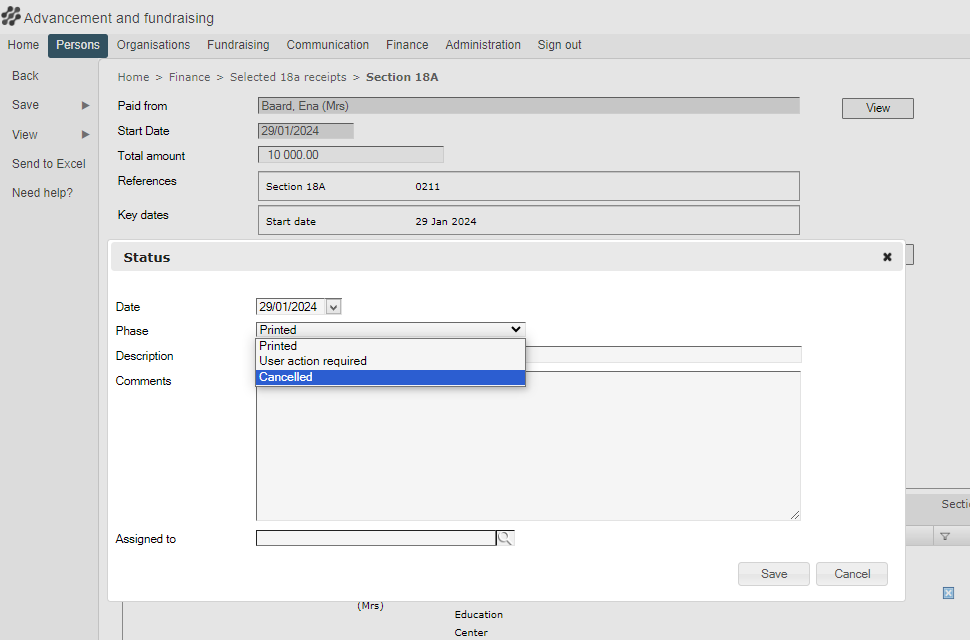 Advancement and fundraising
Home Persons Organisations Fundraising Communication Finance Administration Sign out
Back
Save
View
Send to Excel
Need help?
Home > Finance > Selected 18a receipts > Section 18A
Paid from Baard, Ena (Mrs) View
Start Date 29/01/2024
Total amount 10 000.00
References Section 18A 0211
Key dates Start date 29 Jan 2024
Status
Date 29/01/2024
Phase Printed
Printed
User action required
Cancelled
Description
Comments
Assigned to
Save Cancel
(Mrs)
Education
Center